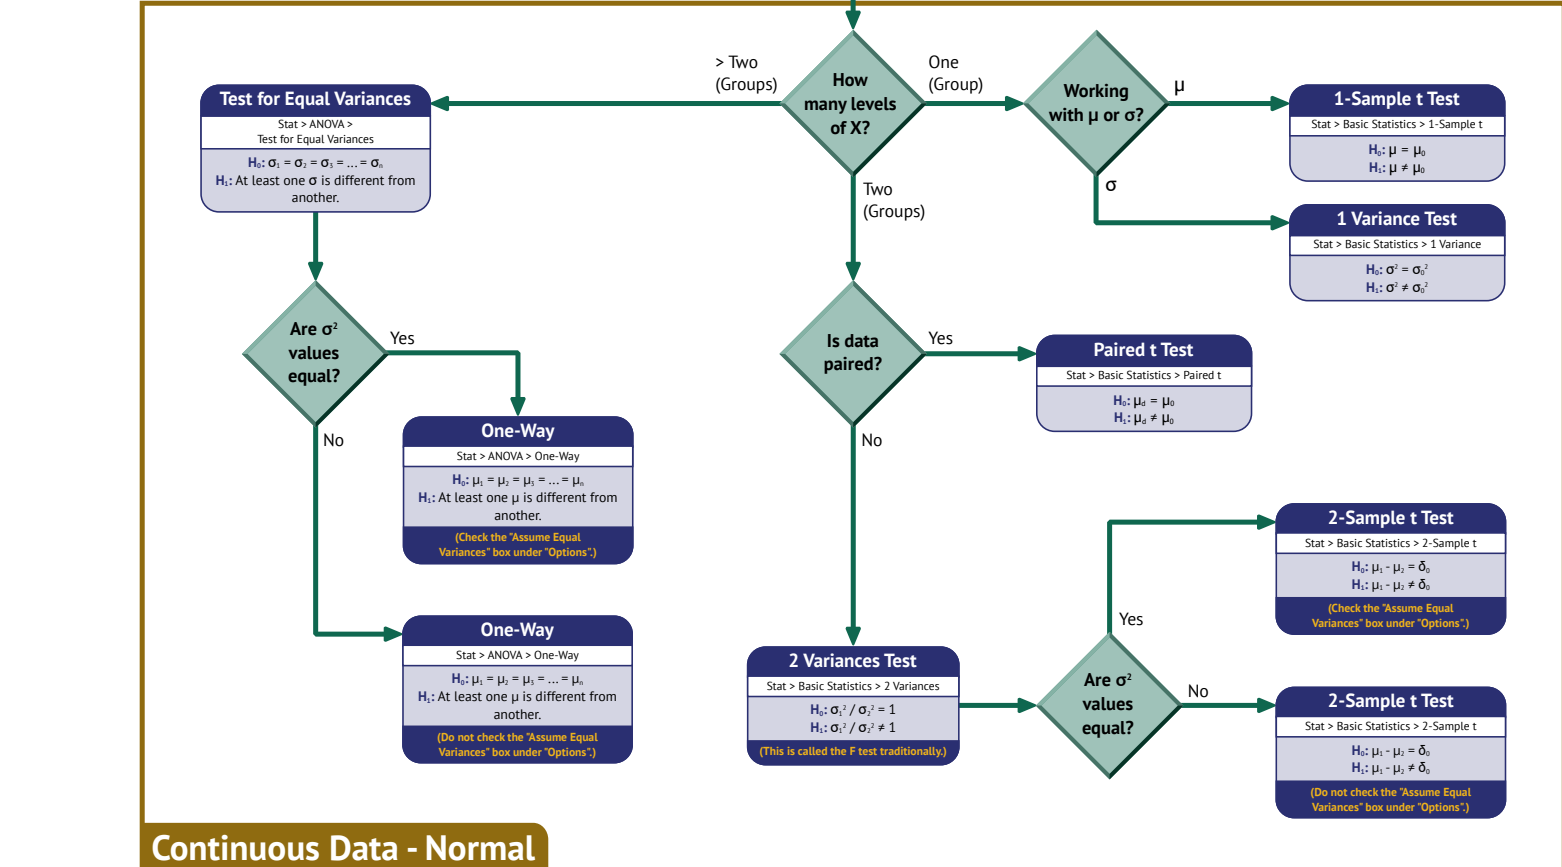 > Two
(Groups)
How
many levels
of X?
One
(Group)
Working
with μ or σ?
μ
σ
1-Sample t Test
Stat > Basic Statistics > 1-Sample t
H₀: μ = μ₀
H₁: μ ≠ μ₀
1 Variance Test
Stat > Basic Statistics > 1 Variance
H₀: σ² = σ₀²
H₁: σ² ≠ σ₀²
Test for Equal Variances
Stat > ANOVA >
Test for Equal Variances
H₀: σ₁ = σ₂ = σ₃ = ... = σₙ
H₁: At least one σ is different from
another.
Two
(Groups)
Are σ²
values
equal?
Yes
No
One-Way
Stat > ANOVA > One-Way
H₀: μ₁ = μ₂ = μ₃ = ... = μₙ
H₁: At least one μ is different from
another.
(Check the "Assume Equal
Variances" box under "Options".)
One-Way
Stat > ANOVA > One-Way
H₀: μ₁ = μ₂ = μ₃ = ... = μₙ
H₁: At least one μ is different from
another.
(Do not check the "Assume Equal
Variances" box under "Options".)
Is data
paired?
Yes
No
Paired t Test
Stat > Basic Statistics > Paired t
H₀: μd = μ₀
H₁: μd ≠ μ₀
2 Variances Test
Stat > Basic Statistics > 2 Variances
H₀: σ₁² / σ₂² = 1
H₁: σ₁² / σ₂² ≠ 1
(This is called the F test traditionally.)
Are σ²
values
equal?
Yes
No
2-Sample t Test
Stat > Basic Statistics > 2-Sample t
H₀: μ₁ - μ₂ = δ₀
H₁: μ₁ - μ₂ ≠ δ₀
(Check the "Assume Equal
Variances" box under "Options".)
2-Sample t Test
Stat > Basic Statistics > 2-Sample t
H₀: μ₁ - μ₂ = δ₀
H₁: μ₁ - μ₂ ≠ δ₀
(Do not check the "Assume Equal
Variances" box under "Options".)
Continuous Data - Normal